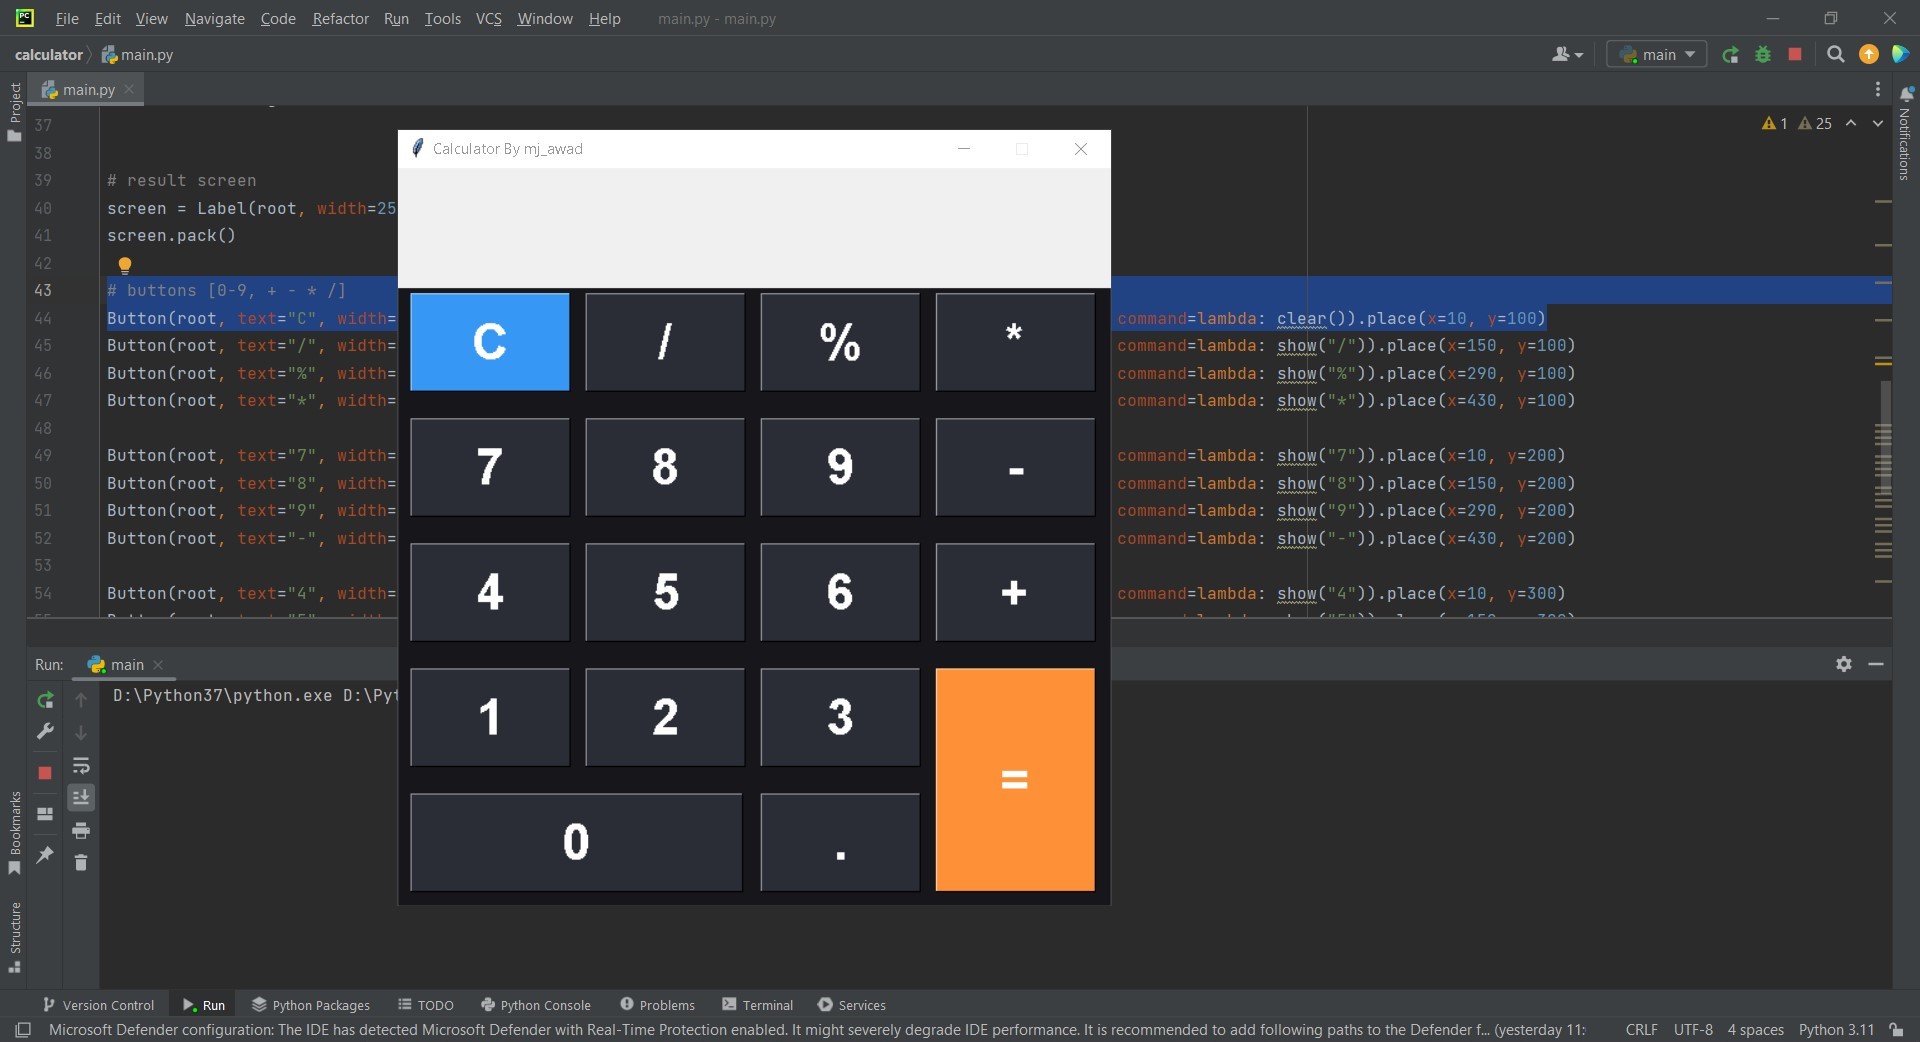 File Edit View Navigate Code Refactor Run Tools VCS Window Help main.py - main.py
calculator main.py main
main.py
Project
Notifications
1 25
37
38
39 # result screen
40 screen = Label(root, width=25
41 screen.pack()
42
43 # buttons [0-9, + - * /]
44 Button(root, text="C", width= command=lambda: clear()).place(x=10, y=100)
45 Button(root, text="/", width= command=lambda: show("/")).place(x=150, y=100)
46 Button(root, text="%", width= command=lambda: show("%")).place(x=290, y=100)
47 Button(root, text="*", width= command=lambda: show("*")).place(x=430, y=100)
48
49 Button(root, text="7", width= command=lambda: show("7")).place(x=10, y=200)
50 Button(root, text="8", width= command=lambda: show("8")).place(x=150, y=200)
51 Button(root, text="9", width= command=lambda: show("9")).place(x=290, y=200)
52 Button(root, text="-", width= command=lambda: show("-")).place(x=430, y=200)
53
54 Button(root, text="4", width= command=lambda: show("4")).place(x=10, y=300)
Calculator By mj_awad
C / % *
7 8 9 -
4 5 6 +
1 2 3 =
0 .
Run: main
D:\Python37\python.exe D:\Pyt
Bookmarks
Structure
Version Control Run Python Packages TODO Python Console Problems Terminal Services
Microsoft Defender configuration: The IDE has detected Microsoft Defender with Real-Time Protection enabled. It might severely degrade IDE performance. It is recommended to add following paths to the Defender f... (yesterday 11: CRLF UTF-8 4 spaces Python 3.11